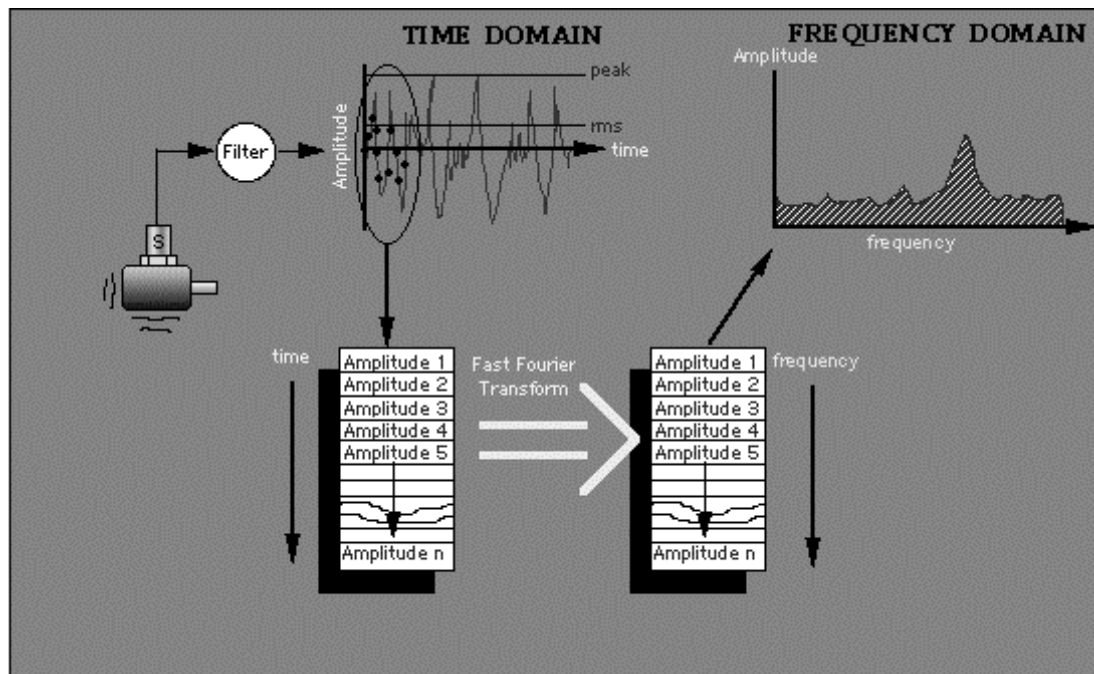 TIME DOMAIN
FREQUENCY DOMAIN
Amplitude
peak
Amplitude
rms
time
Filter
S
frequency
time
Amplitude 1
Amplitude 2
Amplitude 3
Amplitude 4
Amplitude 5
Amplitude n
Fast Fourier
Transform
Amplitude 1
Amplitude 2
Amplitude 3
Amplitude 4
Amplitude 5
Amplitude n
frequency